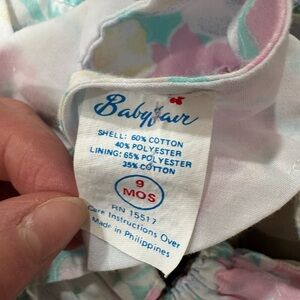 Babyfair
SHELL: 60% COTTON
40% POLYESTER
LINING: 65% POLYESTER
35% COTTON
9
MOS
RN 15517
Care Instructions Over
Made in Philippines